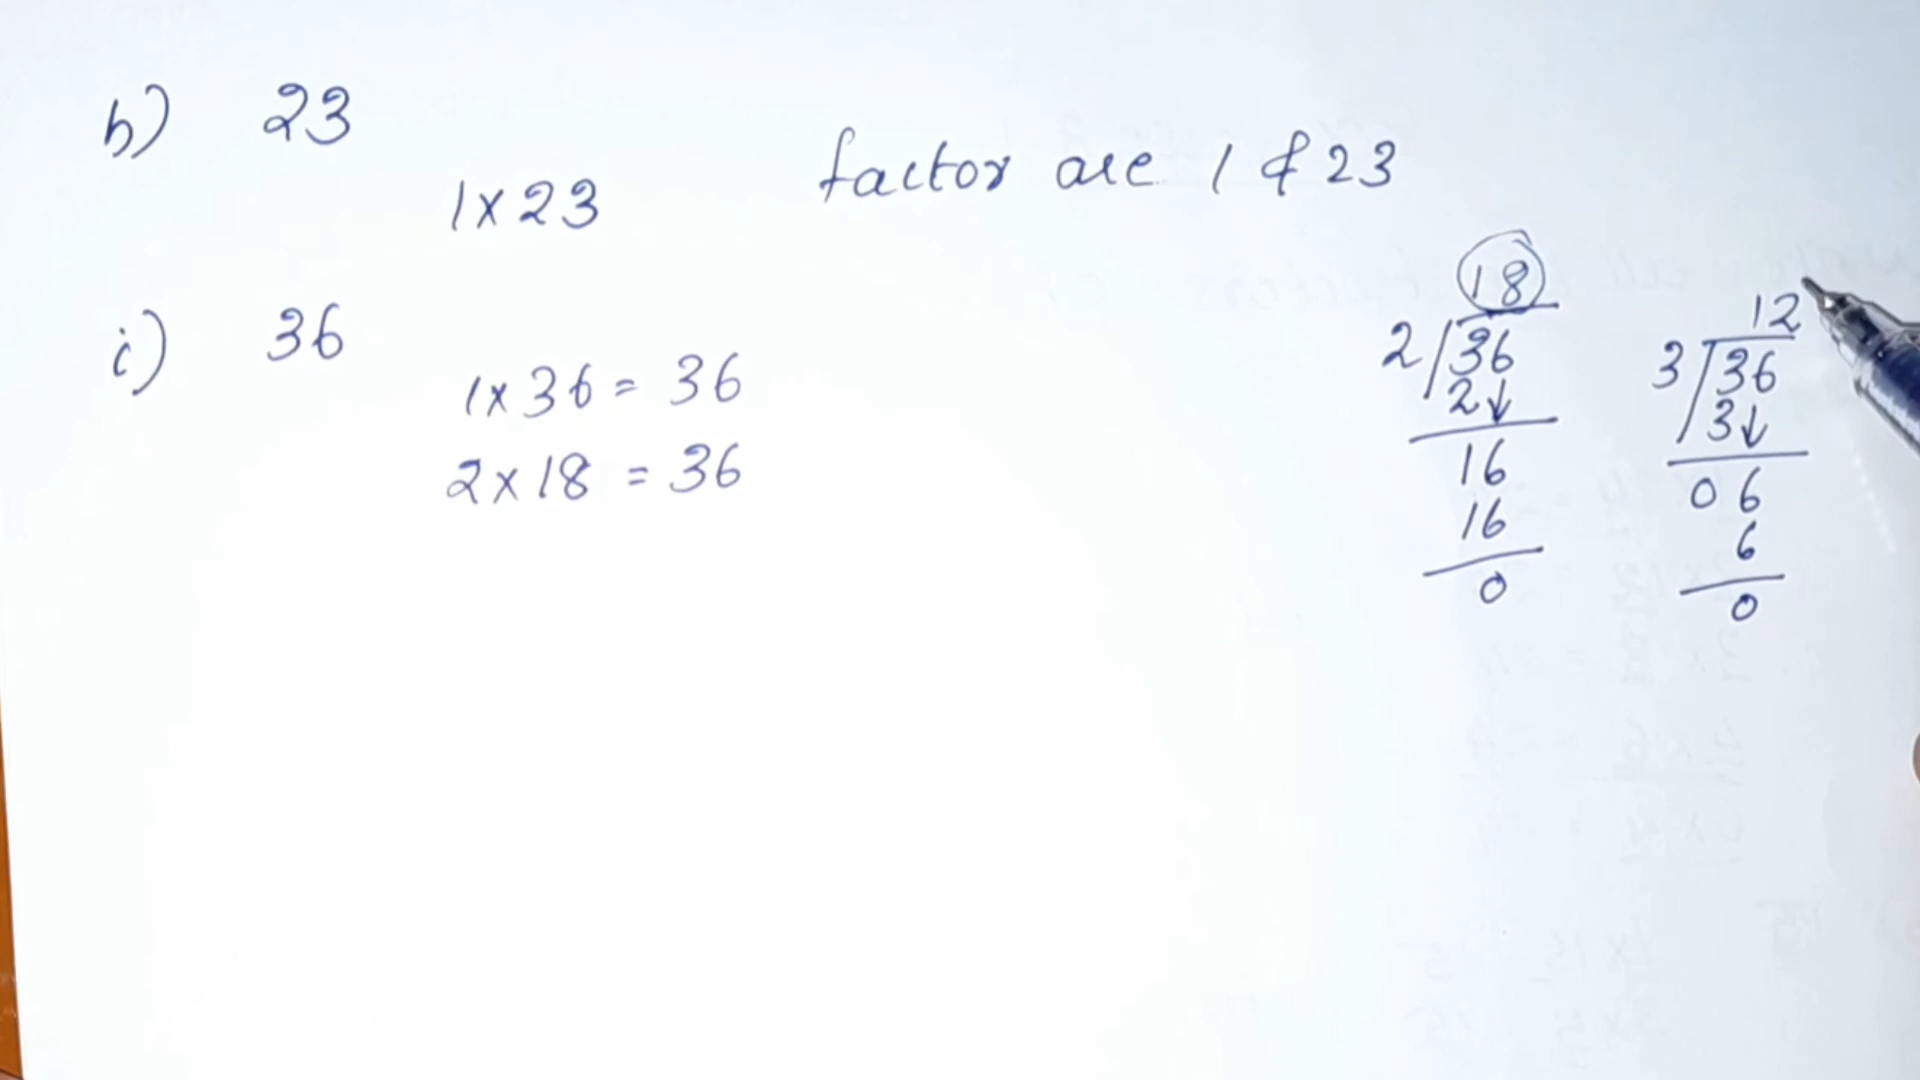 h) 23
1 x 23 factor are 1 & 23
i) 36
1 x 36 = 36
2 x 18 = 36
18
2 36
2↓
16
16
0
12
3 36
3↓
06
6
0